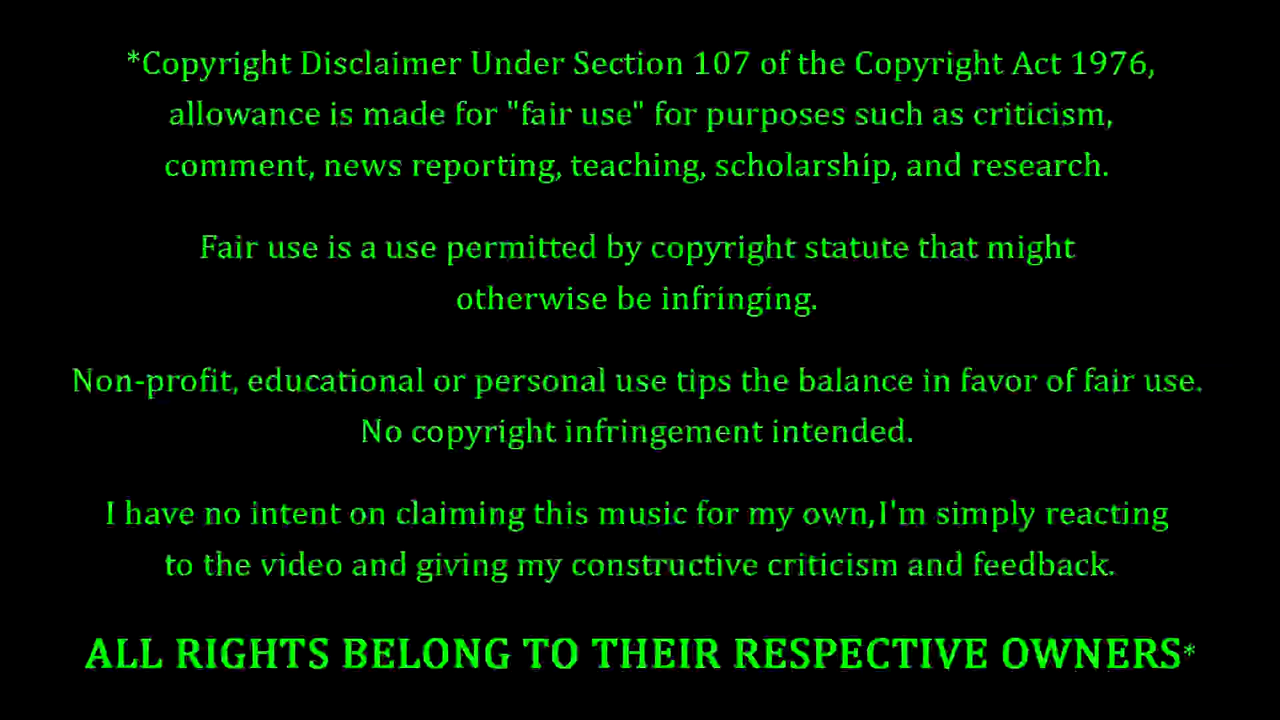 *Copyright Disclaimer Under Section 107 of the Copyright Act 1976,
allowance is made for "fair use" for purposes such as criticism,
comment, news reporting, teaching, scholarship, and research.
Fair use is a use permitted by copyright statute that might
otherwise be infringing.
Non-profit, educational or personal use tips the balance in favor of fair use.
No copyright infringement intended.
I have no intent on claiming this music for my own,I'm simply reacting
to the video and giving my constructive criticism and feedback.
ALL RIGHTS BELONG TO THEIR RESPECTIVE OWNERS*